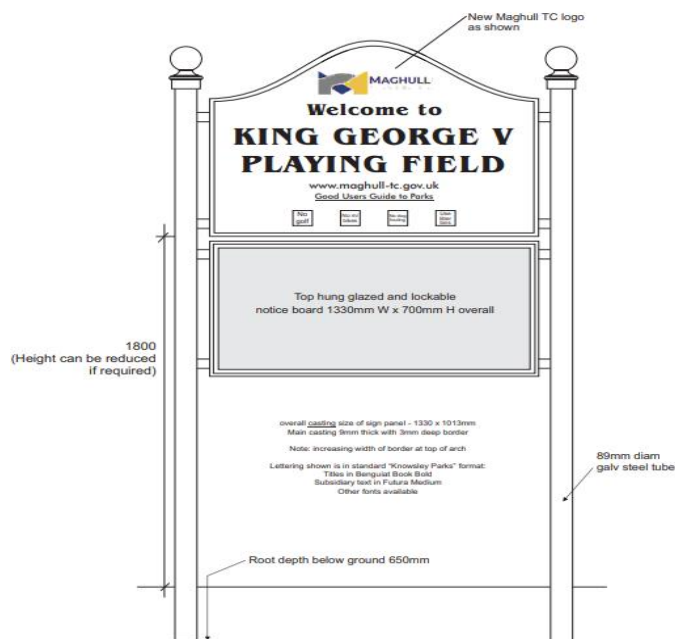 New Maghull TC logo
as shown
MAGHULL
Welcome to
KING GEORGE V
PLAYING FIELD
www.maghull-tc.gov.uk
Good Users Guide to Parks
No
golf
Top hung glazed and lockable
notice board 1330mm W x 700mm H overall
1800
(Height can be reduced
if required)
overall casting size of sign panel - 1330 x 1013mm
Main casting 9mm thick with 3mm deep border
Note: increasing width of border at top of arch
Lettering shown is in standard "Knowsley Parks" format:
Titles in Benguiat Book Bold
Subsidiary text in Futura Medium
Other fonts available
89mm diam
galv steel tube
Root depth below ground 650mm